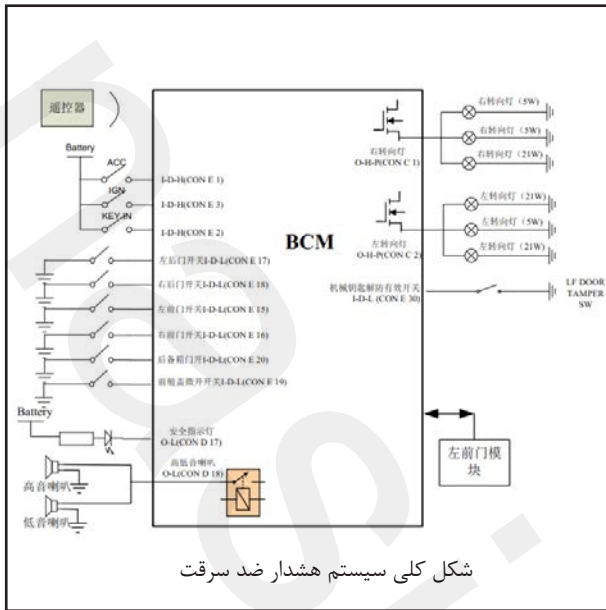 遥控器
Battery
ACC
I-D-H(CON E 1)
IGN
I-D-H(CON E 3)
KEY IN
I-D-H(CON E 2)
左后门开关I-D-L(CON E 17)
右后门开关I-D-L(CON E 18)
左前门开关I-D-L(CON E 15)
右前门开关I-D-L(CON E 16)
后备箱门开I-D-L(CON E 20)
前舱盖微开开关I-D-L(CON E 19)
Battery
安全指示灯
O-L(CON D 17)
高低音喇叭
O-L(CON D 18)
高音喇叭
低音喇叭
BCM
右转向灯
O-H-P(CON C 1)
右转向灯（5W）
右转向灯（5W）
右转向灯（21W）
左转向灯
O-H-P(CON C 2)
左转向灯（21W）
左转向灯（5W）
左转向灯（21W）
机械钥匙解防有效开关
I-D-L(CON E 30)
LF DOOR
TAMPER
SW
左前门模
块
شکل کلی سیستم هشدار ضد سرقت